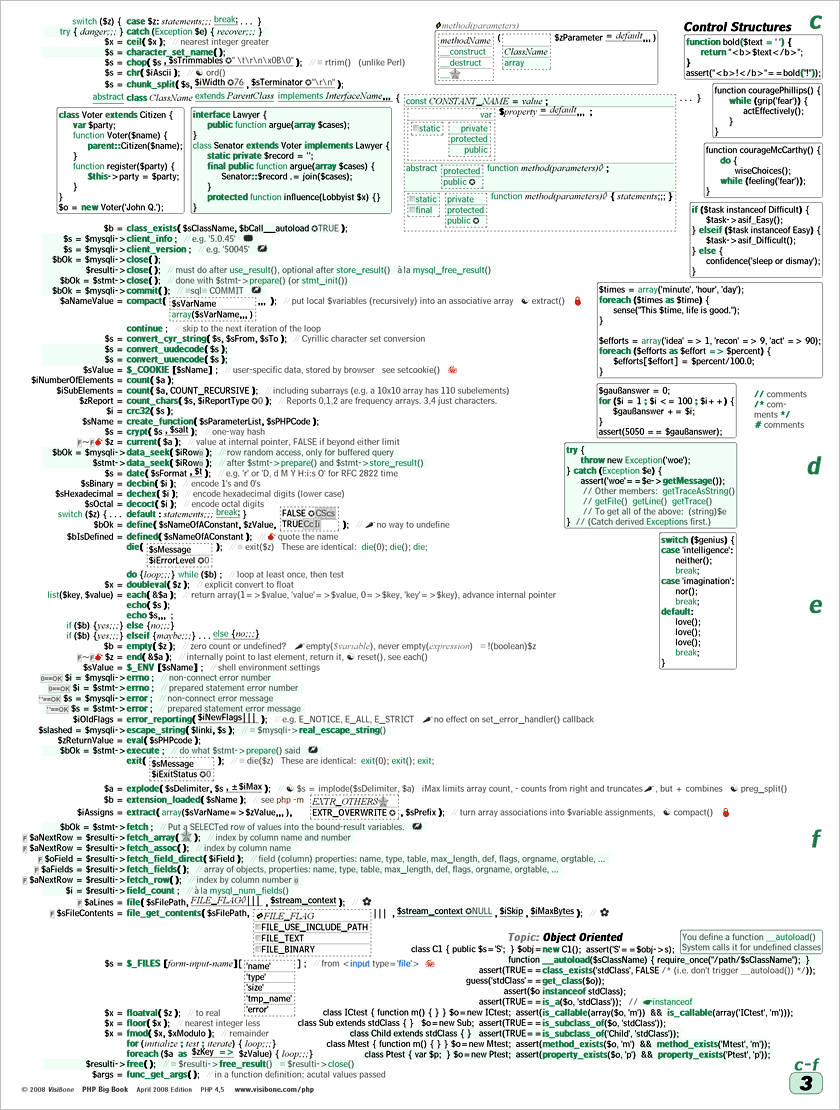 switch ($z) { case $z: statements;;; break; ... }
try { danger;;; } catch (Exception $e) { recover;;; }
$x = ceil( $x ); // nearest integer greater
$s = character_set_name();
$s = chop( $s, $sTrimmables ✪" \t\r\n\x0B\0" ); // = rtrim() (unlike Perl)
$s = chr( $iAscii ); // ☯ ord()
$s = chunk_split( $s, $iWidth ✪76 , $sTerminator ✪"\r\n" );
method(parameters)
methodName
__construct
__destruct
( ClassName
array
$zParameter = default ,,, )
Control Structures
c
abstract class ClassName extends ParentClass implements InterfaceName,,, {
const CONSTANT_NAME = value ;
var
static private
protected
public
$property = default ,,, ;
abstract protected
public ✪
function method(parameters)◊ ;
static
final
private
protected
public ✪
function method(parameters)◊ { statements;;; }
... }
class Voter extends Citizen {
var $party;
function Voter($name) {
parent::Citizen($name);
}
function register($party) {
$this->party = $party;
}
}
$o = new Voter('John Q.');
interface Lawyer {
public function argue(array $cases);
}
class Senator extends Voter implements Lawyer {
static private $record = '';
final public function argue(array $cases) {
Senator::$record .= join($cases);
}
protected function influence(Lobbyist $x) {}
}
function bold($text = ' ') {
return "<b>$text</b>";
}
assert("<b>!</b>"==bold("!"));
function couragePhillips() {
while (grip('fear')) {
actEffectively();
}
}
function courageMcCarthy() {
do {
wiseChoices();
while (feeling('fear'));
}
if ($task instanceof Difficult) {
$task->asif_Easy();
} elseif ($task instanceof Easy) {
$task->asif_Difficult();
} else {
confidence('sleep or dismay');
}
$times = array('minute', 'hour', 'day');
foreach ($times as $time) {
sense("This $time, life is good.");
}
$efforts = array('idea' => 1, 'recon' => 9, 'act' => 90);
foreach ($efforts as $effort => $percent) {
$efforts[$effort] = $percent/100.0;
}
$gaußanswer = 0;
for ($i = 1 ; $i <= 100 ; $i++) {
$gaußanswer += $i;
}
assert(5050 == $gaußanswer);
// comments
/* com-
ments */
# comments
try {
throw new Exception('woe');
} catch (Exception $e) {
assert('woe'==$e->getMessage());
// Other members: getTraceAsString()
// getFile() getLine() getTrace()
// To get all of the above: (string)$e
} // (Catch derived Exceptions first.)
d
switch ($genius) {
case 'intelligence':
neither();
break;
case 'imagination':
nor();
break;
default:
love();
love();
love();
break;
}
e
$b = class_exists( $sClassName, $bCall__autoload ✪TRUE );
$s = $mysqli->client_info ; // e.g. '5.0.45'
$s = $mysqli->client_version ; // e.g. '50045'
$bOk = $mysqli->close();
$result->close(); // must do after use_result(), optional after store_result() à la mysql_free_result()
$bOk = $stmt->close(); // done with $stmt->prepare() (or stmt_init())
$bOk = $mysqli->commit(); // =sql= COMMIT
$aNameValue = compact( $sVarName
array($sVarName,,,) ,,, ); // put local $variables (recursively) into an associative array ☯ extract()
continue ; // skip to the next iteration of the loop
$s = convert_cyr_string( $s, $sFrom, $sTo ); // Cyrillic character set conversion
$s = convert_uudecode( $s );
$s = convert_uuencode( $s );
$sValue = $_COOKIE [$sName] ; // user-specific data, stored by browser see setcookie()
$iNumberOfElements = count( $a );
$iSubElements = count( $a, COUNT_RECURSIVE ); // including subarrays (e.g. a 10x10 array has 110 subelements)
$zReport = count_chars( $s, $iReportType ✪0 ); // Reports 0,1,2 are frequency arrays. 3,4 just characters.
$i = crc32( $s );
$sName = create_function( $sParameterList, $sPHPCode );
$s = crypt( $s , $salt ); // one-way hash
F~F $z = current( $a ); // value at internal pointer, FALSE if beyond either limit
$bOk = $mysqli->data_seek( $iRow0 ); // row random access, only for buffered query
$stmt->data_seek( $iRow0 ); // after $stmt->prepare() and $stmt->store_result()
$s = date( $sFormat , $t ); // e.g. 'r' or 'D, d M Y H:i:s O' for RFC 2822 time
$sBinary = decbin( $i ); // encode 1's and 0's
$sHexadecimal = dechex( $i ); // encode hexadecimal digits (lower case)
$sOctal = decoct( $i ); // encode octal digits
switch ($z) { ... default : statements;;; break; }
$bOk = define( $sNameOfAConstant, $zValue, FALSE ✪CScs
TRUECcIi ); // no way to undefine
$bIsDefined = defined( $sNameOfAConstant ); // quote the name
die( $sMessage
$iErrorLevel ✪0 ); // = exit($z) These are identical: die(0); die(); die;
do {loop;;;} while ($b) ; // loop at least once, then test
$x = doubleval( $z ); // explicit convert to float
list($key, $value) = each( &$a ); // return array(1=>$value, 'value'=>$value, 0=>$key, 'key'=>$key), advance internal pointer
echo( $s );
echo $s,,, ;
if ($b) {yes;;;} else {no;;;}
if ($b) {yes;;;} elseif {maybe;;;} ... else {no;;;}
$b = empty( $z ); // zero count or undefined? empty($variable), never empty(expression) = !(boolean)$z
F~F $z = end( &$a ); // internally point to last element, return it, ☯ reset(), see each()
$sValue = $_ENV [$sName] ; // shell environment settings
0==OK $i = $mysqli->errno ; // non-connect error number
0==OK $i = $stmt->errno ; // prepared statement error number
''==OK $s = $mysqli->error ; // non-connect error message
''==OK $s = $stmt->error ; // prepared statement error message
$iOldFlags = error_reporting( $iNewFlags||| ); // e.g. E_NOTICE, E_ALL, E_STRICT no effect on set_error_handler() callback
$slashed = $mysqli->escape_string( $linki, $s ); // = $mysqli->real_escape_string()
$zReturnValue = eval( $sPHPcode );
$bOk = $stmt->execute ; // do what $stmt->prepare() said
exit( $sMessage
$iExitStatus ✪0 ); // = die($z) These are identical: exit(0); exit(); exit;
$a = explode( $sDelimiter, $s , ±$iMax ); // ☯ $s = implode($sDelimiter, $a) iMax limits array count, - counts from right and truncates, but + combines ☯ preg_split()
$b = extension_loaded( $sName ); // see php -m
$iAssigns = extract( array($sVarName=>$zValue,,, , EXTR_OTHERS
EXTR_OVERWRITE ✪ , $sPrefix ); // turn array associations into $variable assignments, ☯ compact()
f
$bOk = $stmt->fetch ; // Put a SELECTed row of values into the bound-result variables.
F $aNextRow = $result->fetch_array( ); // index by column name and number
F $aNextRow = $result->fetch_assoc( ); // index by column name
F $oField = $result->fetch_field_direct( $iField ); // field (column) properties: name, type, table, max_length, def, flags, orgname, orgtable, ...
F $aFields = $result->fetch_fields( ); // array of objects, properties: name, type, table, max_length, def, flags, orgname, orgtable, ...
F $aNextRow = $result->fetch_row( ); // index by column number 0
$i = $result->field_count ; // à la mysql_num_fields()
F $aLines = file( $sFilePath, FILE_FLAG◊||| , $stream_context ); //
F $sFileContents = file_get_contents( $sFilePath, FILE_FLAG
FILE_USE_INCLUDE_PATH
FILE_TEXT
FILE_BINARY
||| , $stream_context ✪NULL , $iSkip , $iMaxBytes ); //
$s = $_FILES [form-input-name][ 'name'
'type'
'size'
'tmp_name'
'error'
] ; // from <input type='file'>
$x = floatval( $z ); // to real
$x = floor( $x ); // nearest integer less
$x = fmod( $x, $xModulo ); // remainder
for (initialize ; test ; iterate) { loop;;; }
foreach ($a as $zKey => $zValue) { loop;;; }
$result->free( ); // = $result->free_result = $result->close()
$args = func_get_args( ); // in a function definition: acutal values passed
Topic: Object Oriented
You define a function __autoload()
System calls it for undefined classes
class C1 { public $s='S'; } $obj=new C1(); assert('S'==$obj->s);
function __autoload($sClassName) { require_once("/path/$sClassName"); }
assert(TRUE==class_exists('stdClass', FALSE /* (i.e. don't trigger __autoload()) */));
guess('stdClass'==get_class($o));
assert($o instanceof stdClass);
assert(TRUE==is_a($o, 'stdClass')); // instanceof
class ICtest { function m() { } } $o=new ICtest; assert(is_callable(array($o, 'm')) && is_callable(array('ICtest', 'm')));
class Sub extends stdClass { } $o=new Sub; assert(TRUE==is_subclass_of($o, 'stdClass'));
class Child extends stdClass { } assert(TRUE==is_subclass_of('Child', 'stdClass'));
class Mtest { function m() { } } $o=new Mtest; assert(method_exists($o, 'm') && method_exists('Mtest', 'm'));
class Ptest { var $p; } $o=new Ptest; assert(property_exists($o, 'p') && property_exists('Ptest', 'p'));
© 2008 VisiBone PHP Big Book April 2008 Edition PHP 4,5 www.visibone.com/php
c-f
3